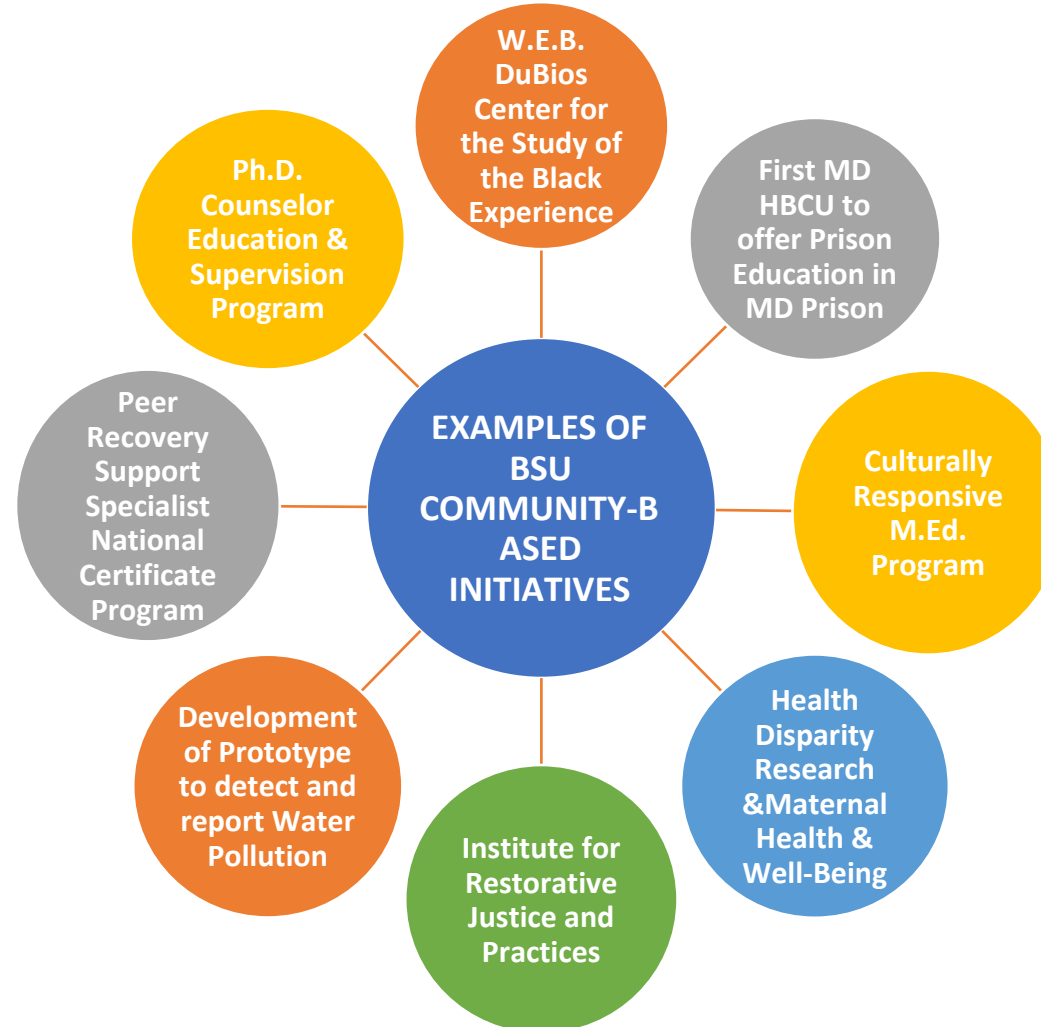 W.E.B.
DuBios
Center for
the Study of
the Black
Experience
First MD
HBCU to
offer Prison
Education in
MD Prison
Culturally
Responsive
M.Ed.
Program
Health
Disparity
Research
&Maternal
Health &
Well-Being
Institute for
Restorative
Justice and
Practices
Development
of Prototype
to detect and
report Water
Pollution
Peer
Recovery
Support
Specialist
National
Certificate
Program
Ph.D.
Counselor
Education &
Supervision
Program
EXAMPLES OF
BSU
COMMUNITY-B
ASED
INITIATIVES